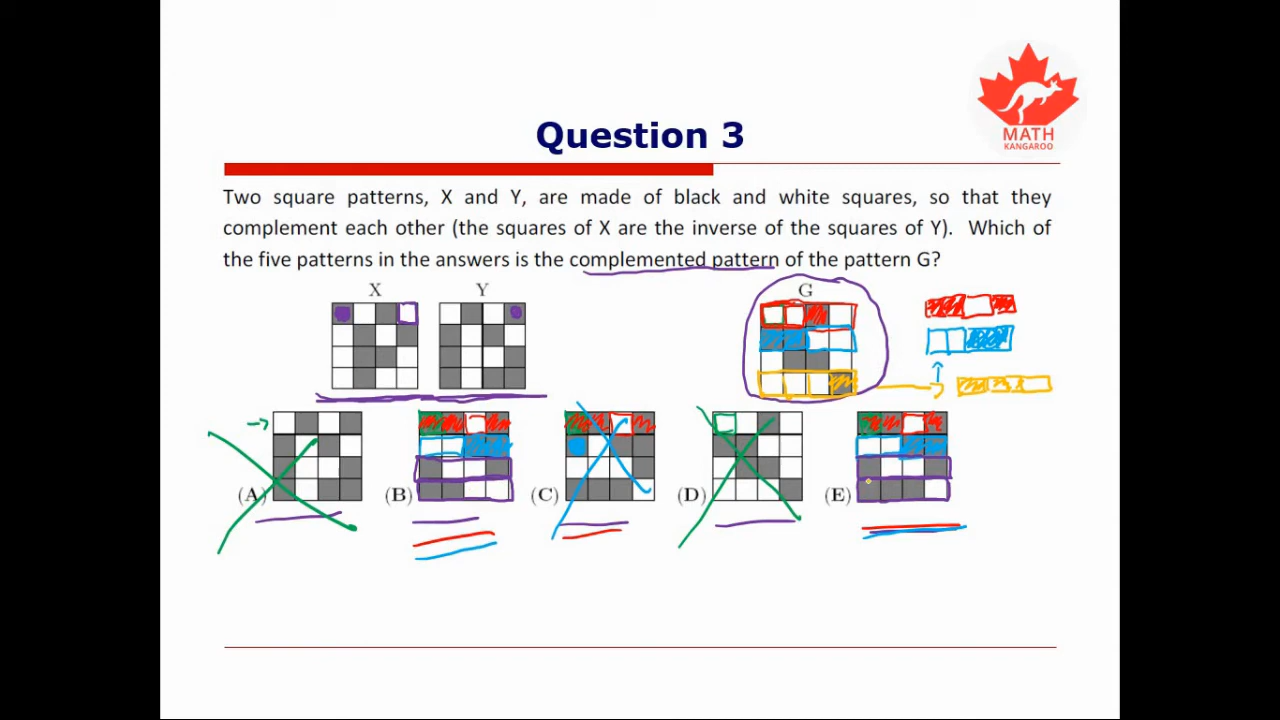 MATH
KANGAROO
Question 3
Two square patterns, X and Y, are made of black and white squares, so that they
complement each other (the squares of X are the inverse of the squares of Y). Which of
the five patterns in the answers is the complemented pattern of the pattern G?
X Y G
(A) (B) (C) (D) (E)